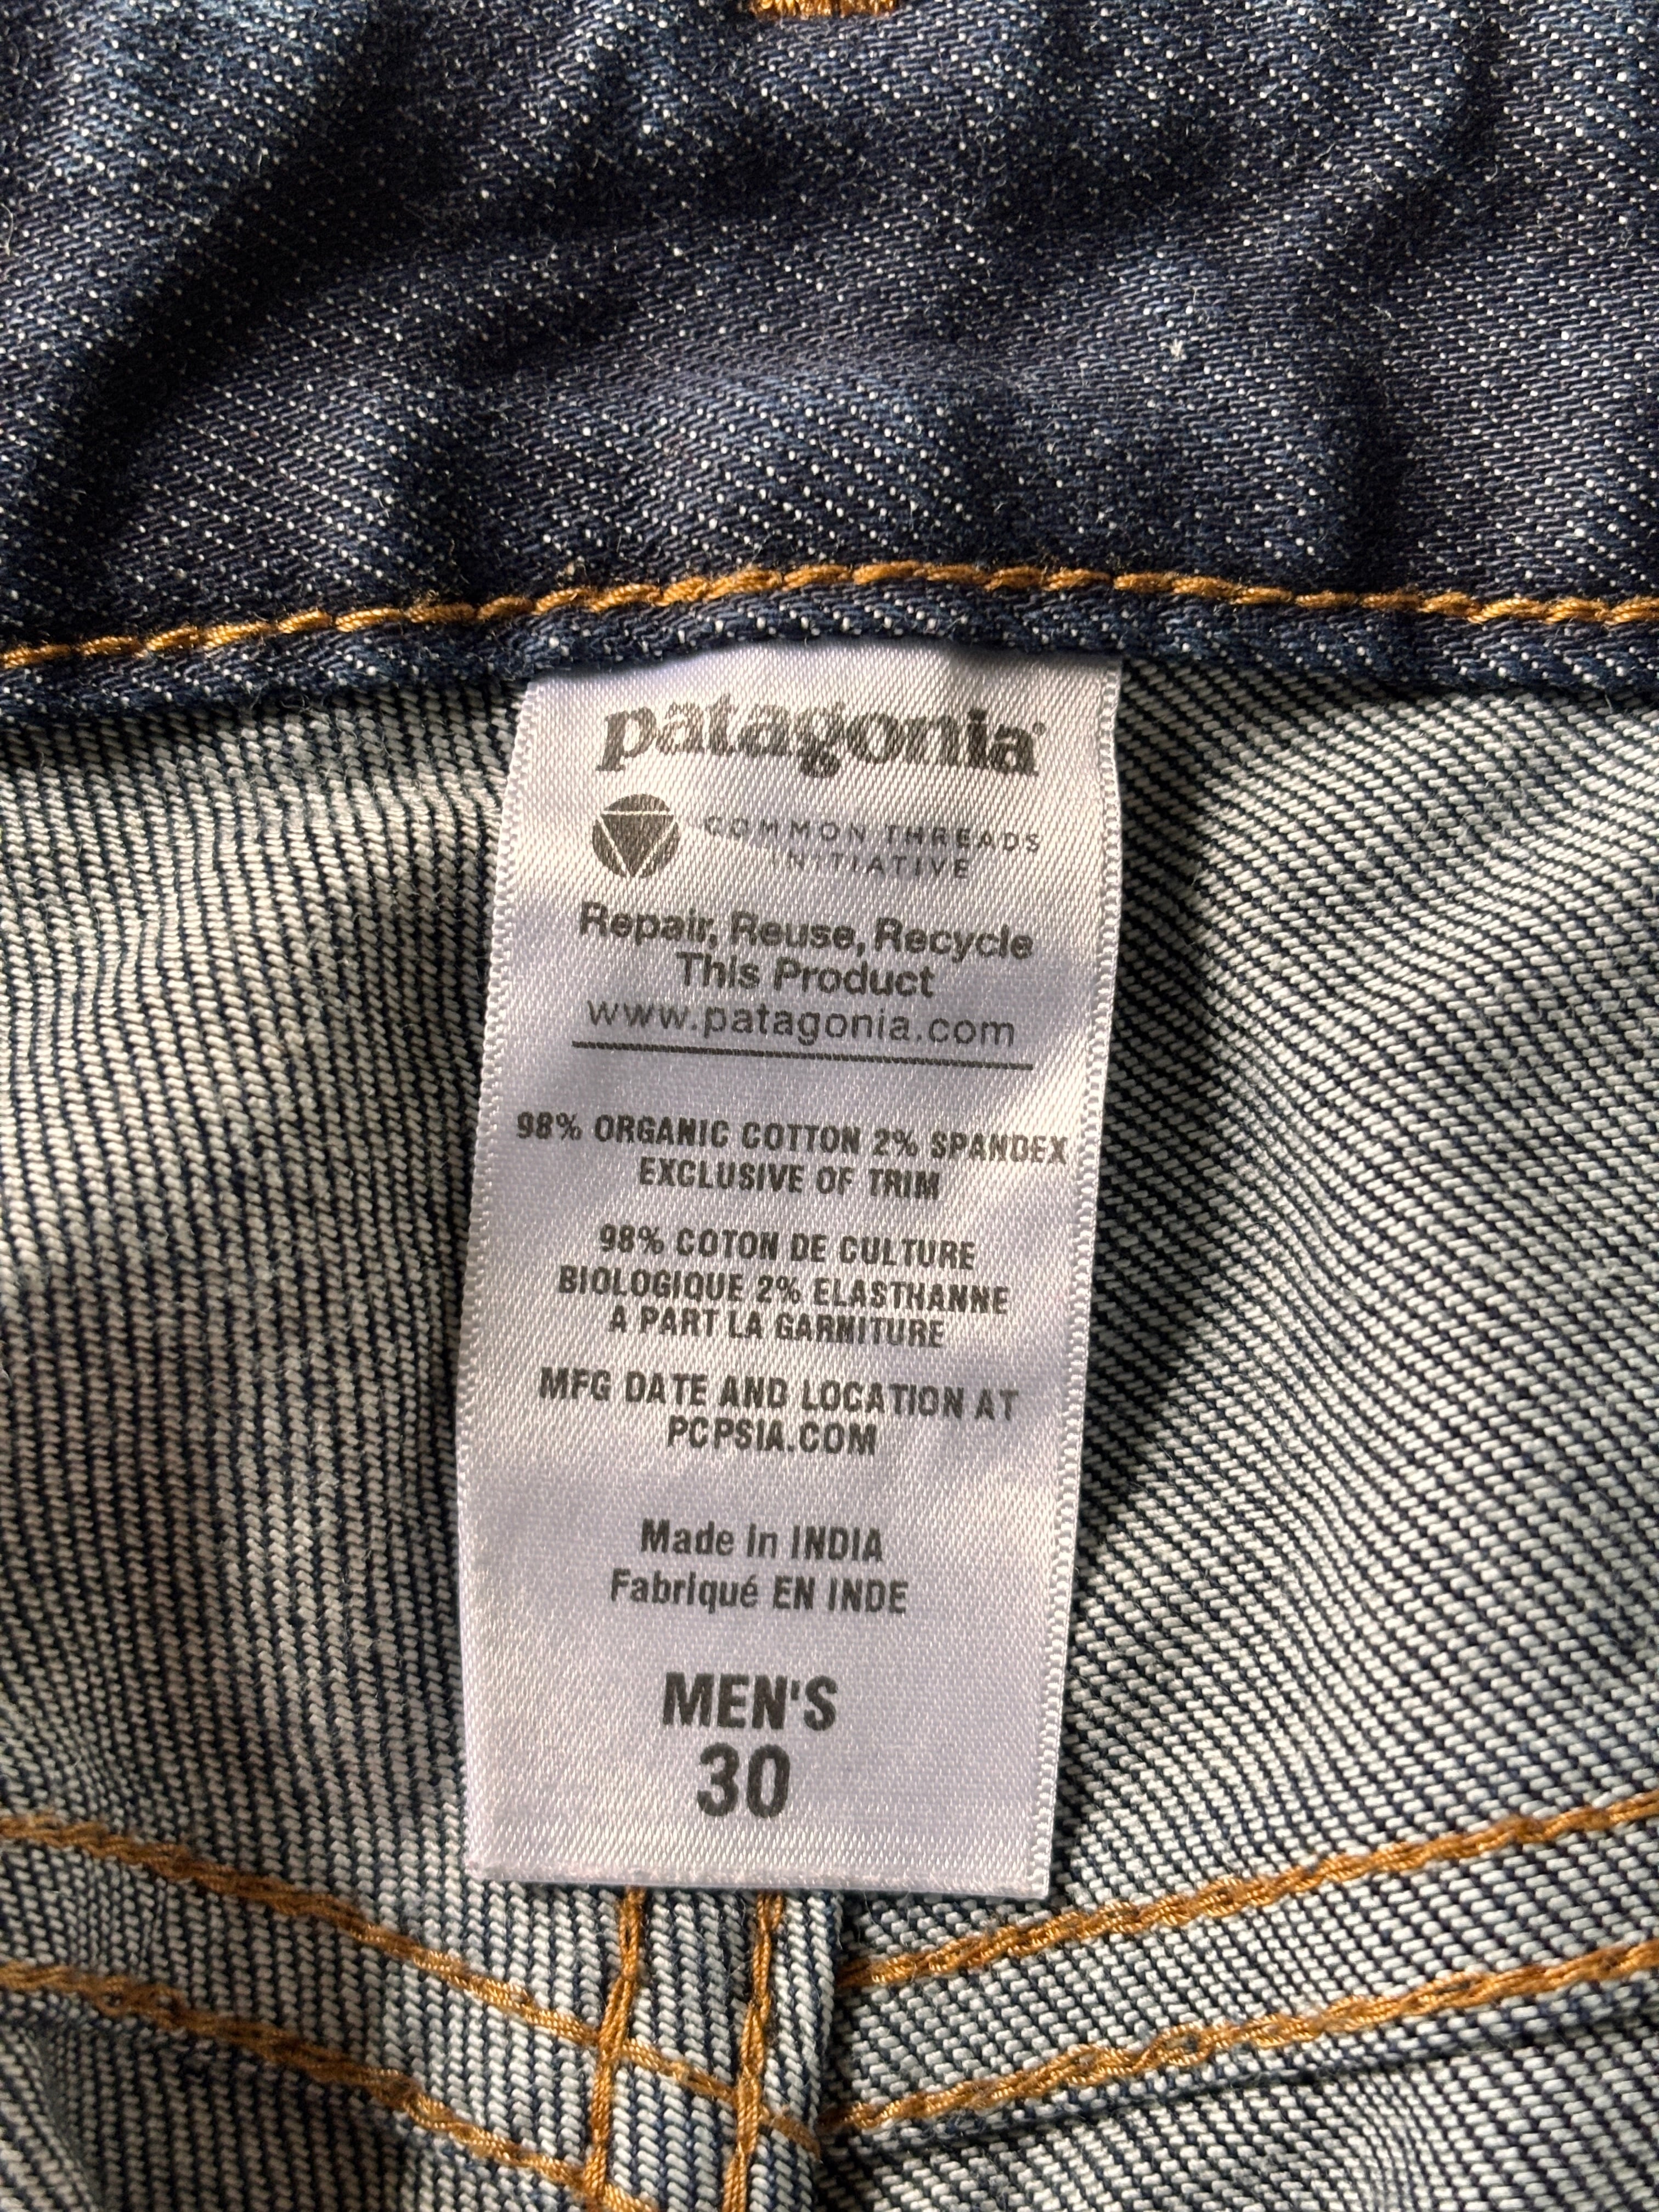 patagonia®
COMMON THREADS
INITIATIVE
Repair, Reuse, Recycle
This Product
www.patagonia.com
98% ORGANIC COTTON 2% SPANDEX
EXCLUSIVE OF TRIM
98% COTON DE CULTURE
BIOLOGIQUE 2% ELASTHANNE
A PART LA GARNITURE
MFG DATE AND LOCATION AT
PCPSIA.COM
Made in INDIA
Fabriqué EN INDE
MEN'S
30